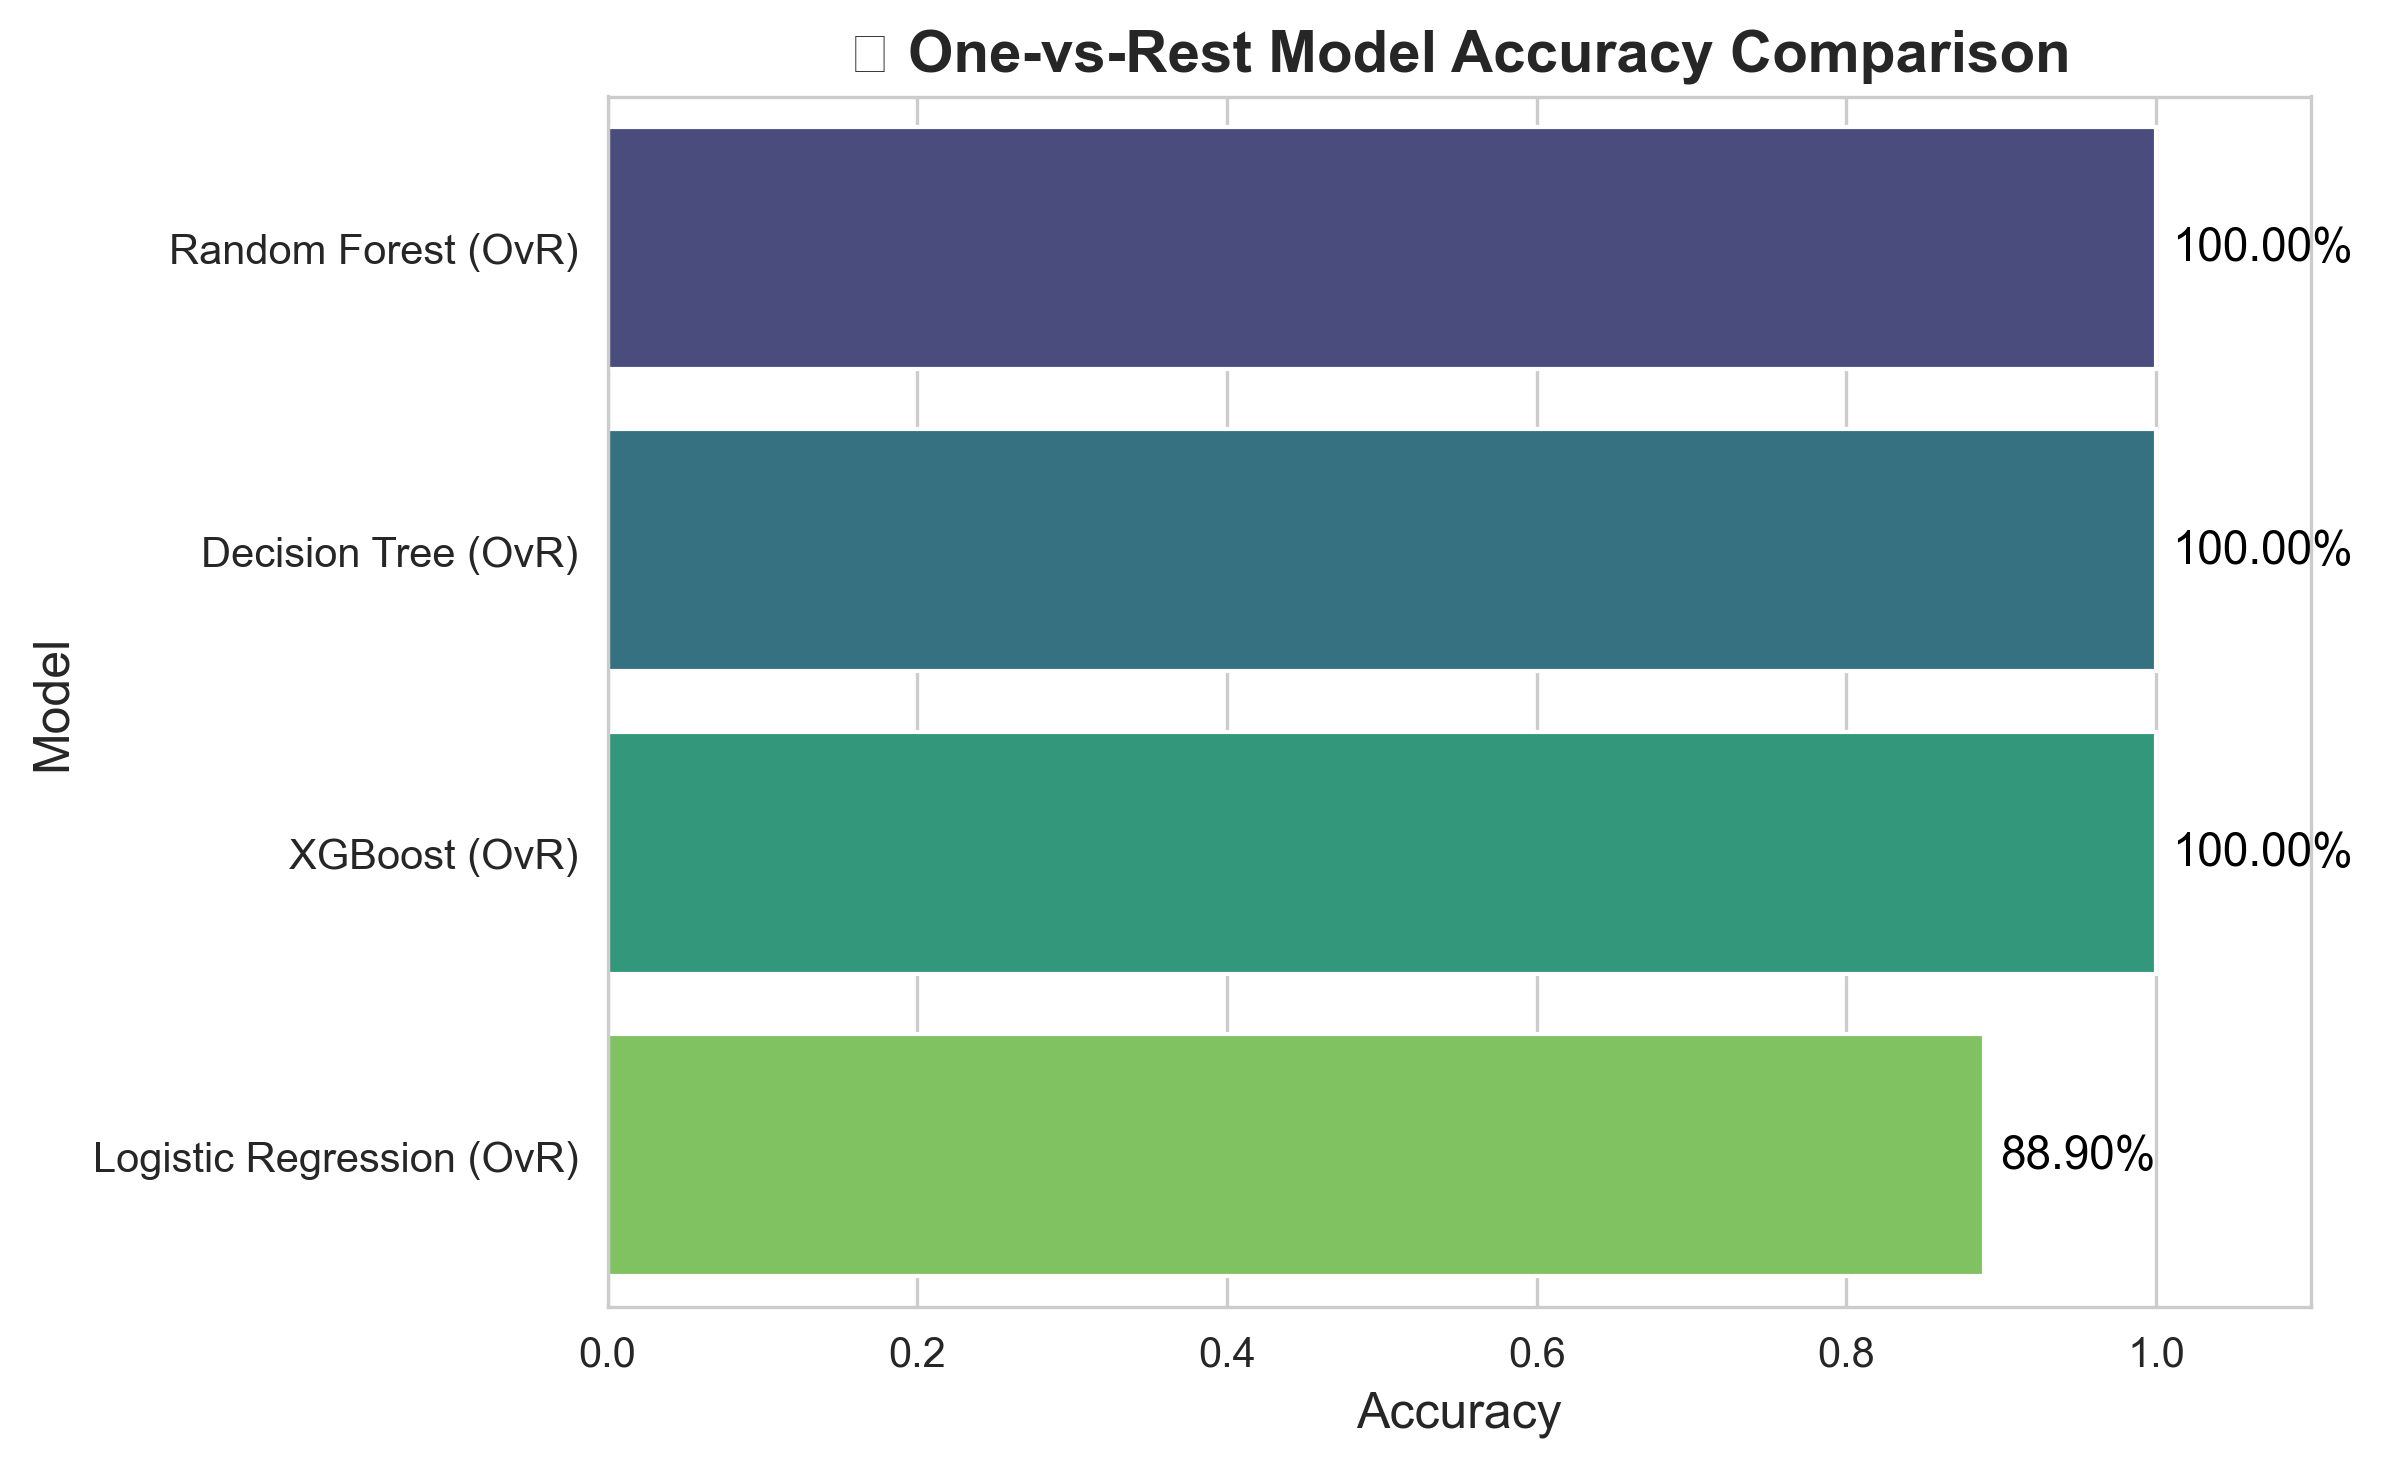 One-vs-Rest Model Accuracy Comparison
Random Forest (OvR)
100.00%
Decision Tree (OvR)
100.00%
Model
XGBoost (OvR)
100.00%
Logistic Regression (OvR)
88.90%
0.0 0.2 0.4 0.6 0.8 1.0
Accuracy